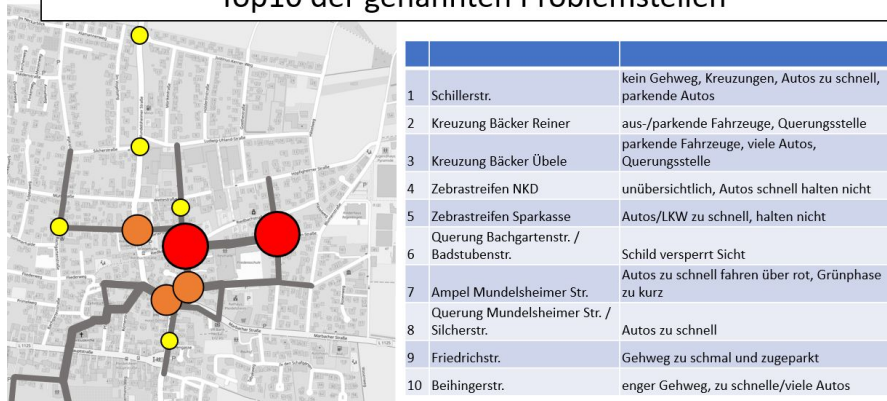 Top10 der genannten Problemstellen
1 Schillerstr. kein Gehweg, Kreuzungen, Autos zu schnell,
parkende Autos
2 Kreuzung Bäcker Reiner aus-/parkende Fahrzeuge, Querungsstelle
3 Kreuzung Bäcker Übele parkende Fahrzeuge, viele Autos,
Querungsstelle
4 Zebrastreifen NKD unübersichtlich, Autos schnell halten nicht
5 Zebrastreifen Sparkasse Autos/LKW zu schnell, halten nicht
6 Querung Bachgartenstr. /
Badstubenstr. Schild versperrt Sicht
7 Ampel Mundelsheimer Str. Autos zu schnell fahren über rot, Grünphase
zu kurz
8 Querung Mundelsheimer Str. /
Silcherstr. Autos zu schnell
9 Friedrichstr. Gehweg zu schmal und zugeparkt
10 Beihingerstr. enger Gehweg, zu schnelle/viele Autos